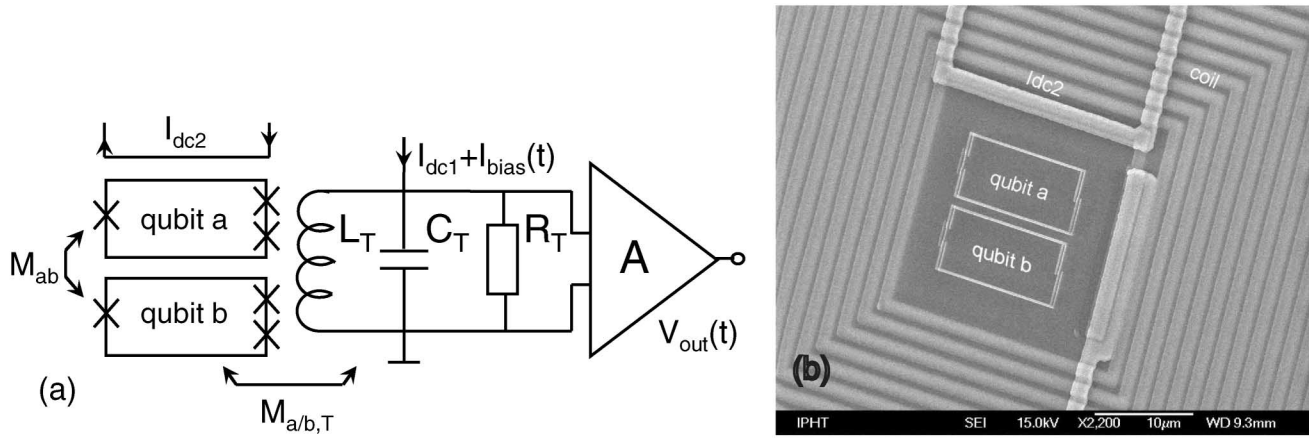 I_dc2
I_dc1+I_bias(t)
qubit a
L_T C_T R_T A
M_ab
qubit b
V_out(t)
(a)
M_a/b,T
Idc2
coil
qubit a
qubit b
(b)
IPHT SEI 15.0kV X2,200 10μm WD 9.3mm